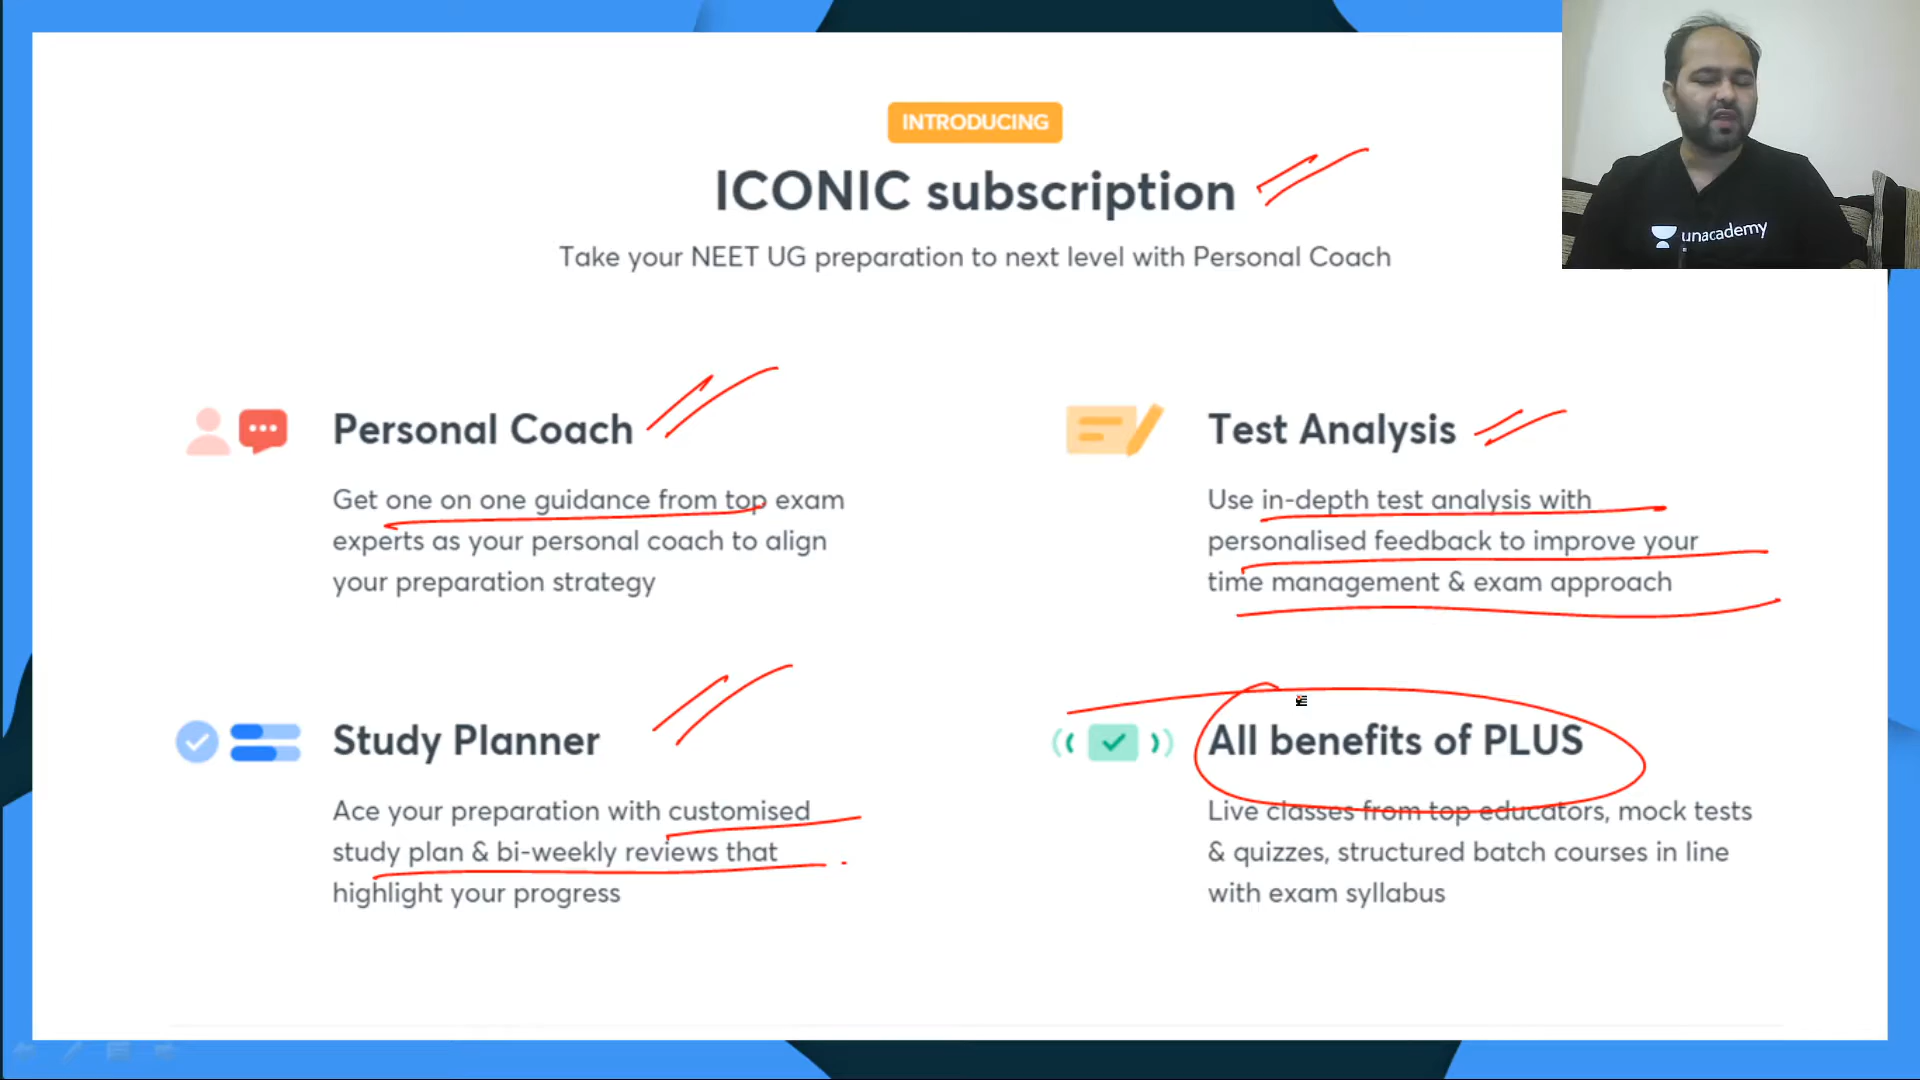 INTRODUCING
ICONIC subscription
Take your NEET UG preparation to next level with Personal Coach
unacademy
Personal Coach
Get one on one guidance from top exam
experts as your personal coach to align
your preparation strategy
Test Analysis
Use in-depth test analysis with
personalised feedback to improve your
time management & exam approach
Study Planner
Ace your preparation with customised
study plan & bi-weekly reviews that
highlight your progress
All benefits of PLUS
Live classes from top educators, mock tests
& quizzes, structured batch courses in line
with exam syllabus